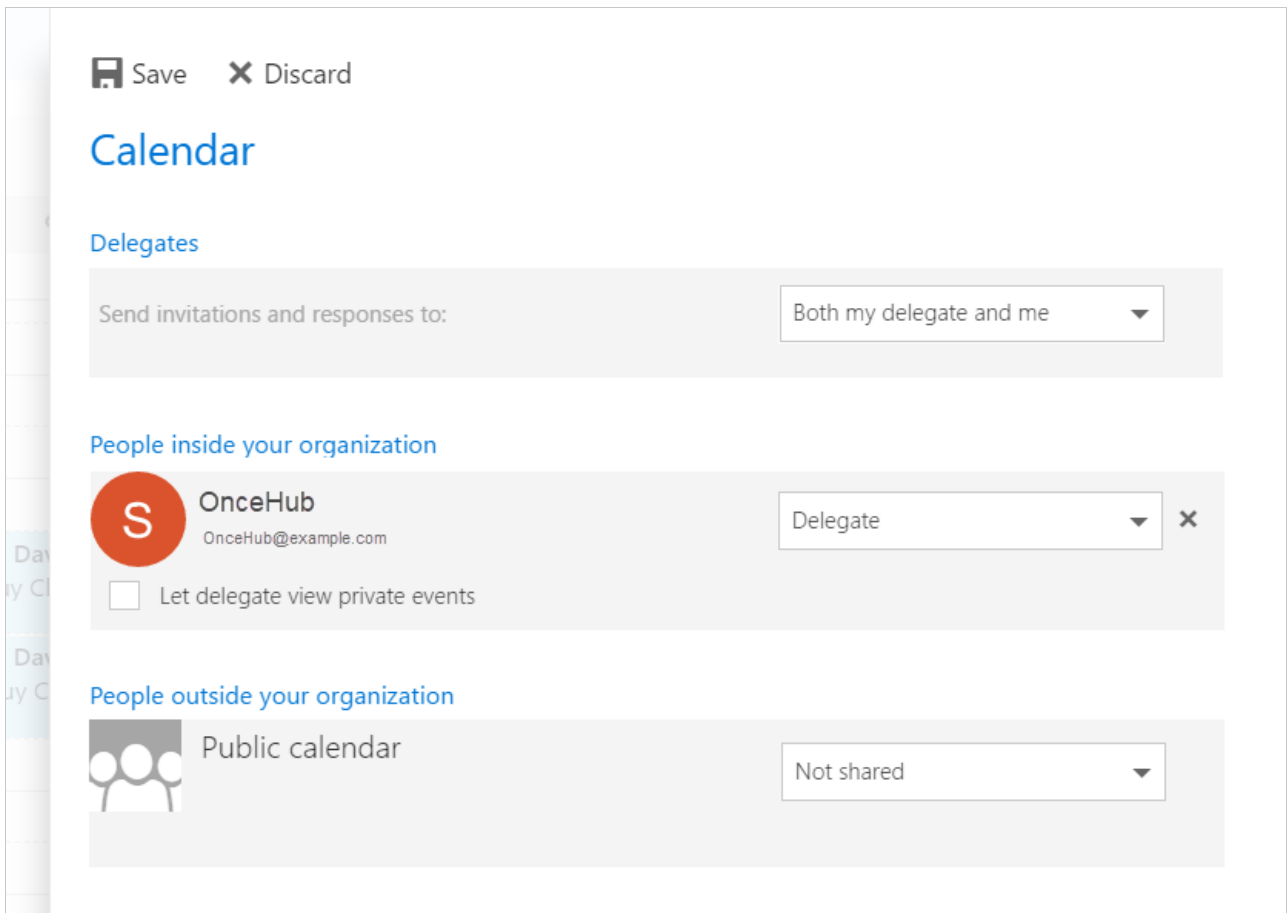 Save Discard
Calendar
Delegates
Send invitations and responses to: Both my delegate and me
People inside your organization
S OnceHub Delegate
OnceHub@example.com
Let delegate view private events
People outside your organization
Public calendar
Not shared